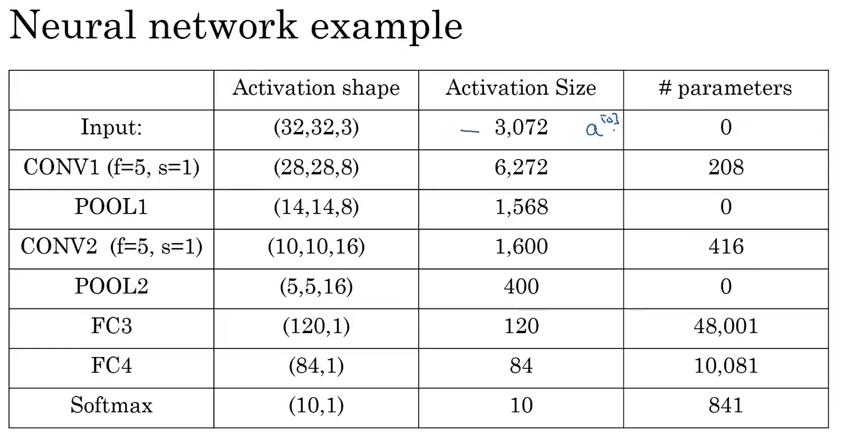 Neural network example
Activation shape Activation Size # parameters
Input: (32,32,3) — 3,072 a[0] 0
CONV1 (f=5, s=1) (28,28,8) 6,272 208
POOL1 (14,14,8) 1,568 0
CONV2 (f=5, s=1) (10,10,16) 1,600 416
POOL2 (5,5,16) 400 0
FC3 (120,1) 120 48,001
FC4 (84,1) 84 10,081
Softmax (10,1) 10 841